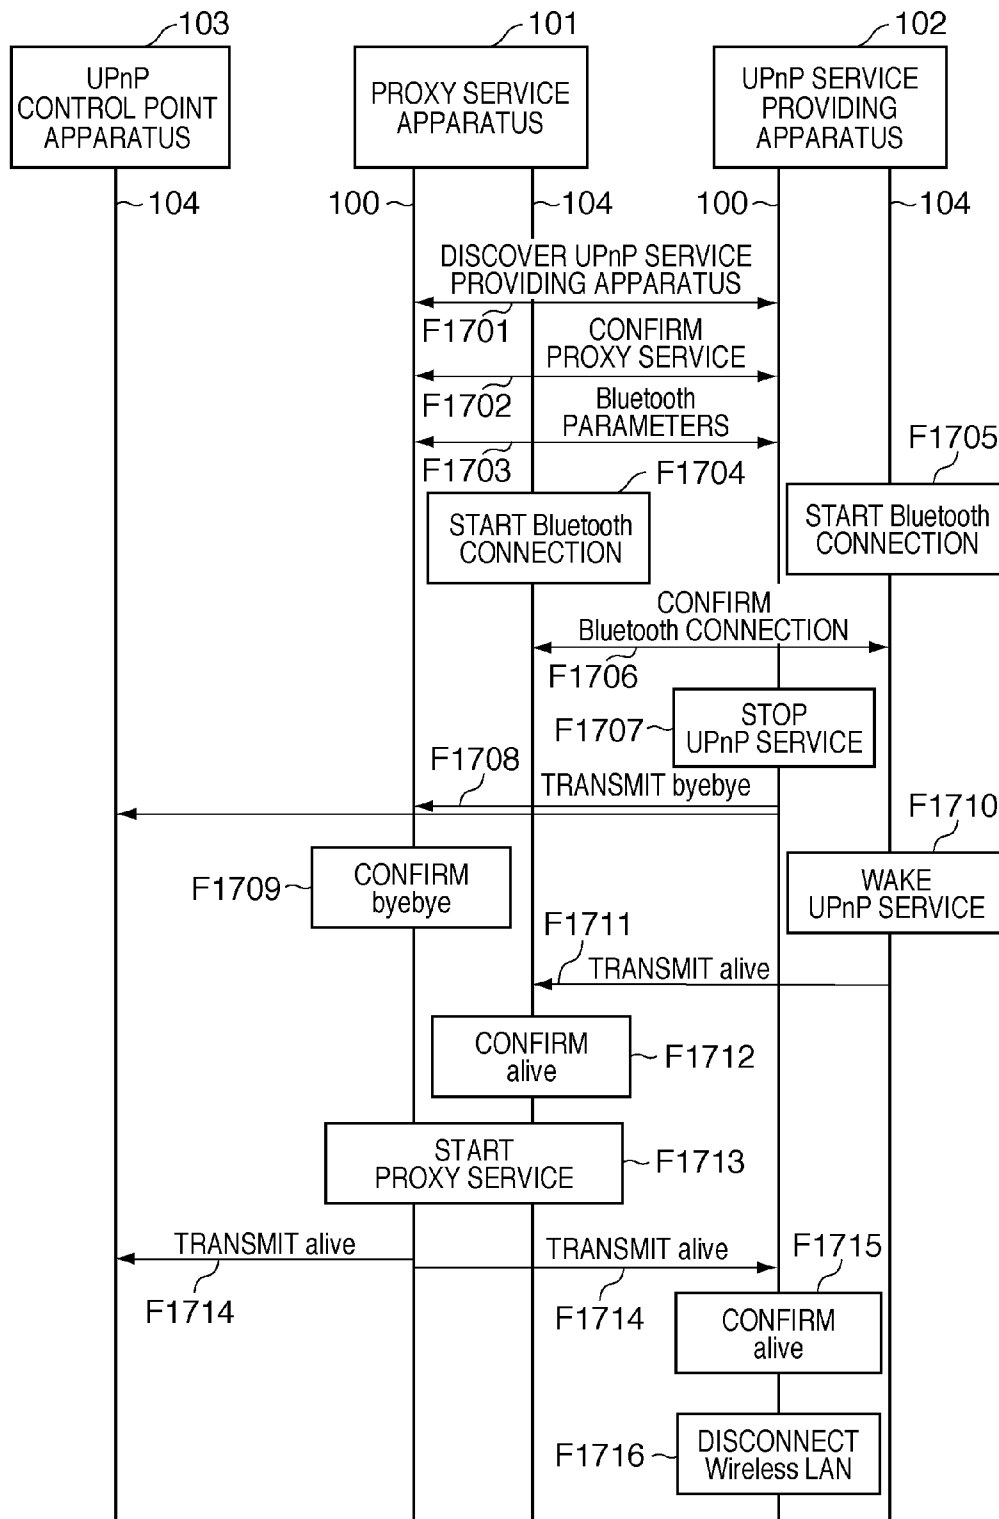 103
101
102
UPnP
CONTROL POINT
APPARATUS
PROXY SERVICE
APPARATUS
UPnP SERVICE
PROVIDING
APPARATUS
104
100
104
100
104
DISCOVER UPnP SERVICE
PROVIDING APPARATUS
F1701
CONFIRM
PROXY SERVICE
F1702
Bluetooth
PARAMETERS
F1703
F1704
F1705
START Bluetooth
CONNECTION
START Bluetooth
CONNECTION
CONFIRM
Bluetooth CONNECTION
F1706
F1707
STOP
UPnP SERVICE
F1708
TRANSMIT byebye
F1710
F1709
CONFIRM
byebye
WAKE
UPnP SERVICE
F1711
TRANSMIT alive
CONFIRM
alive
F1712
START
PROXY SERVICE
F1713
TRANSMIT alive
F1714
TRANSMIT alive
F1714
F1715
CONFIRM
alive
F1716
DISCONNECT
Wireless LAN